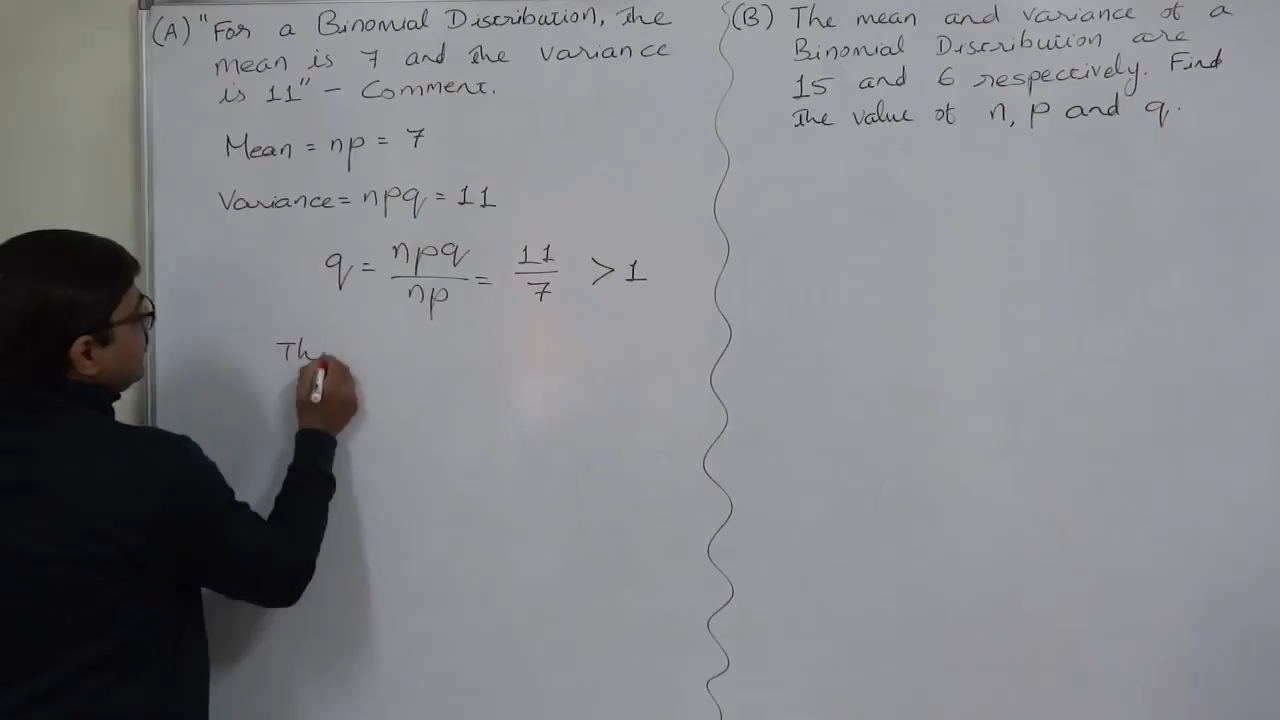 (A) "For a Binomial Distribution, the
mean is 7 and the variance
is 11" - Comment.
Mean = np = 7
Variance = npq = 11
q = npq / np = 11 / 7 > 1
Th
(B) The mean and variance of a
Binomial Distribution are
15 and 6 respectively. Find
the value of n, p and q.